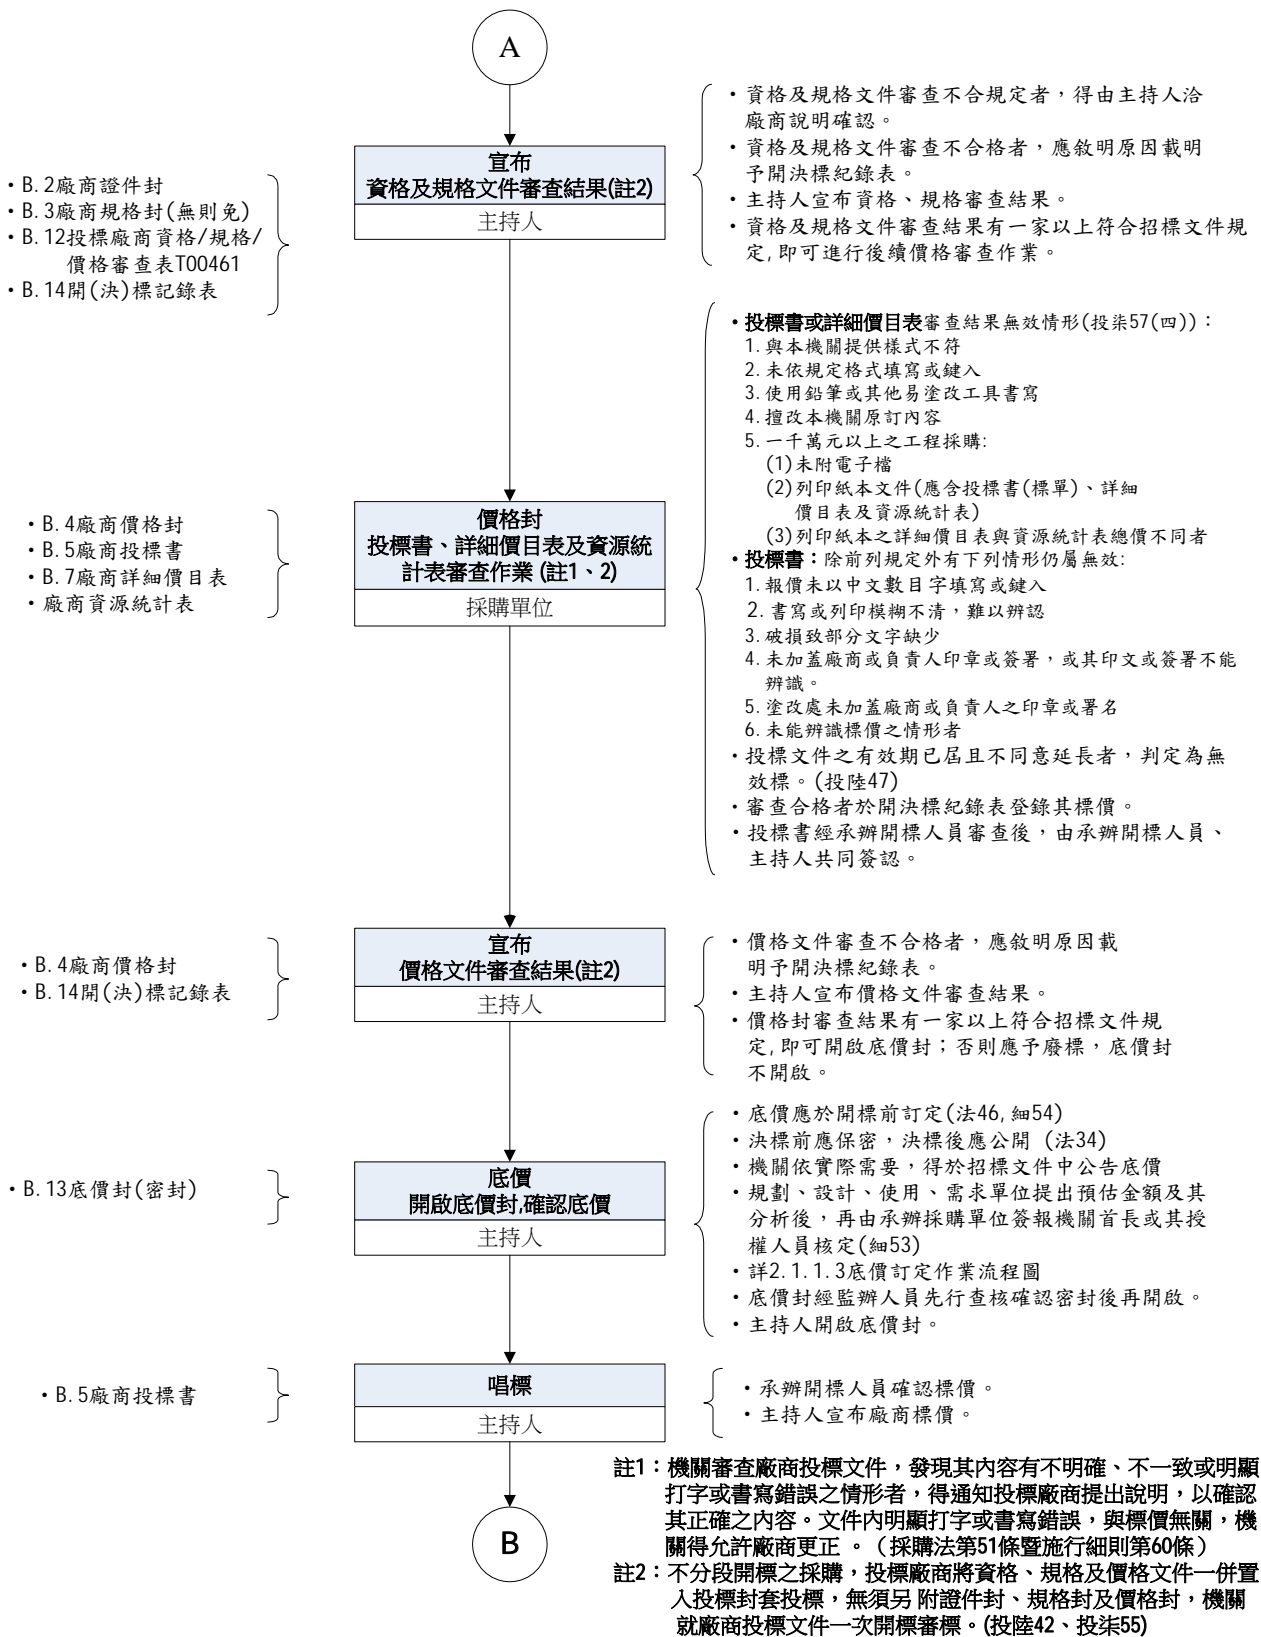 A
宣布
資格及規格文件審查結果(註2)
主持人
・B.2廠商證件封
・B.3廠商規格封(無則免)
・B.12投標廠商資格/規格/
價格審查表T00461
・B.14開(決)標記錄表
・資格及規格文件審查不合規定者，得由主持人洽
廠商說明確認。
・資格及規格文件審查不合格者，應敘明原因載明
予開決標紀錄表。
・主持人宣布資格、規格審查結果。
・資格及規格文件審查結果有一家以上符合招標文件規
定,即可進行後續價格審查作業。
價格封
投標書、詳細價目表及資源統
計表審查作業 (註1、2)
採購單位
・B.4廠商價格封
・B.5廠商投標書
・B.7廠商詳細價目表
・廠商資源統計表
・投標書或詳細價目表審查結果無效情形(投柒57(四))：
1.與本機關提供樣式不符
2.未依規定格式填寫或鍵入
3.使用鉛筆或其他易塗改工具書寫
4.擅改本機關原訂內容
5.一千萬元以上之工程採購:
(1)未附電子檔
(2)列印紙本文件(應含投標書(標單)、詳細
價目表及資源統計表)
(3)列印紙本之詳細價目表與資源統計表總價不同者
・投標書：除前列規定外有下列情形仍屬無效:
1.報價未以中文數目字填寫或鍵入
2.書寫或列印模糊不清，難以辨認
3.破損致部分文字缺少
4.未加蓋廠商或負責人印章或簽署，或其印文或簽署不能
辨識。
5.塗改處未加蓋廠商或負責人之印章或署名
6.未能辨識標價之情形者
・投標文件之有效期已屆且不同意延長者，判定為無
效標。(投陸47)
・審查合格者於開決標紀錄表登錄其標價。
・投標書經承辦開標人員審查後，由承辦開標人員、
主持人共同簽認。
宣布
價格文件審查結果(註2)
主持人
・B.4廠商價格封
・B.14開(決)標記錄表
・價格文件審查不合格者，應敘明原因載
明予開決標紀錄表。
・主持人宣布價格文件審查結果。
・價格封審查結果有一家以上符合招標文件規
定,即可開啟底價封；否則應予廢標，底價封
不開啟。
底價
開啟底價封,確認底價
主持人
・B.13底價封(密封)
・底價應於開標前訂定(法46,細54)
・決標前應保密，決標後應公開 (法34)
・機關依實際需要，得於招標文件中公告底價
・規劃、設計、使用、需求單位提出預估金額及其
分析後，再由承辦採購單位簽報機關首長或其授
權人員核定(細53)
・詳2.1.1.3底價訂定作業流程圖
・底價封經監辦人員先行查核確認密封後再開啟。
・主持人開啟底價封。
唱標
主持人
・B.5廠商投標書
・承辦開標人員確認標價。
・主持人宣布廠商標價。
B
註1：機關審查廠商投標文件，發現其內容有不明確、不一致或明顯
打字或書寫錯誤之情形者，得通知投標廠商提出說明，以確認
其正確之內容。文件內明顯打字或書寫錯誤，與標價無關，機
關得允許廠商更正 。（採購法第51條暨施行細則第60條）
註2：不分段開標之採購，投標廠商將資格、規格及價格文件一併置
入投標封套投標，無須另 附證件封、規格封及價格封，機關
就廠商投標文件一次開標審標。(投陸42、投柒55)